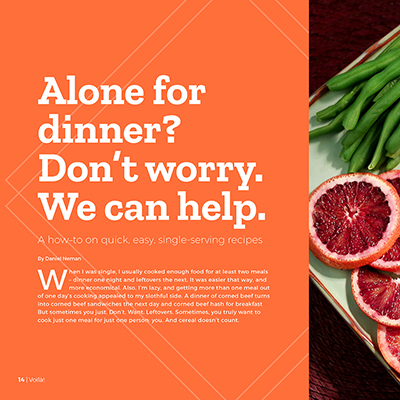 Alone for
dinner?
Don't worry.
We can help.
A how-to on quick, easy, single-serving recipes
By Daniel Neman
When I was single, I usually cooked enough food for at least two meals
– dinner one night and leftovers the next. It was easier that way, and
more economical. Also, I'm lazy, and getting more than one meal out
of one day's cooking appealed to my slothful side. A dinner of corned beef turns
into corned beef sandwiches the next day and corned beef hash for breakfast
But sometimes you just. Don't. Want. Leftovers. Sometimes, you truly want to
cook just one meal for just one person: you. And cereal doesn't count.
14 | Voilà!